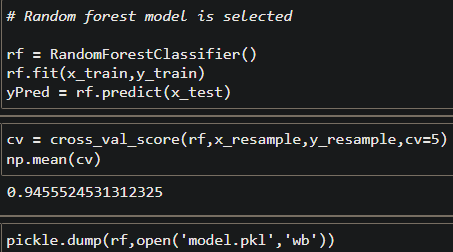 # Random forest model is selected
rf = RandomForestClassifier()
rf.fit(x_train,y_train)
yPred = rf.predict(x_test)
cv = cross_val_score(rf,x_resample,y_resample,cv=5)
np.mean(cv)
0.9455524531312325
pickle.dump(rf,open('model.pkl','wb'))